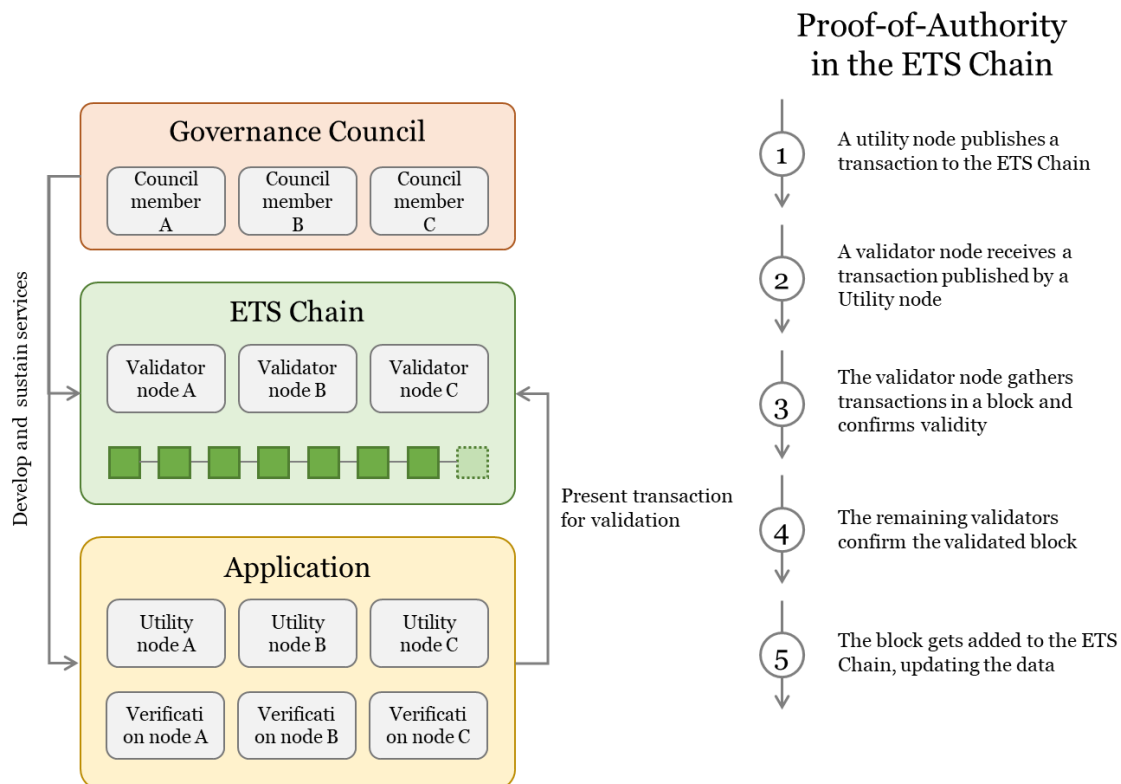 Proof-of-Authority
in the ETS Chain
Governance Council
Council
member
A
Council
member
B
Council
member
C
Develop and sustain services
ETS Chain
Validator
node A
Validator
node B
Validator
node C
Present transaction
for validation
Application
Utility
node A
Utility
node B
Utility
node C
Verificati
on node A
Verificati
on node B
Verificati
on node C
1
A utility node publishes a
transaction to the ETS Chain
2
A validator node receives a
transaction published by a
Utility node
3
The validator node gathers
transactions in a block and
confirms validity
4
The remaining validators
confirm the validated block
5
The block gets added to the ETS
Chain, updating the data